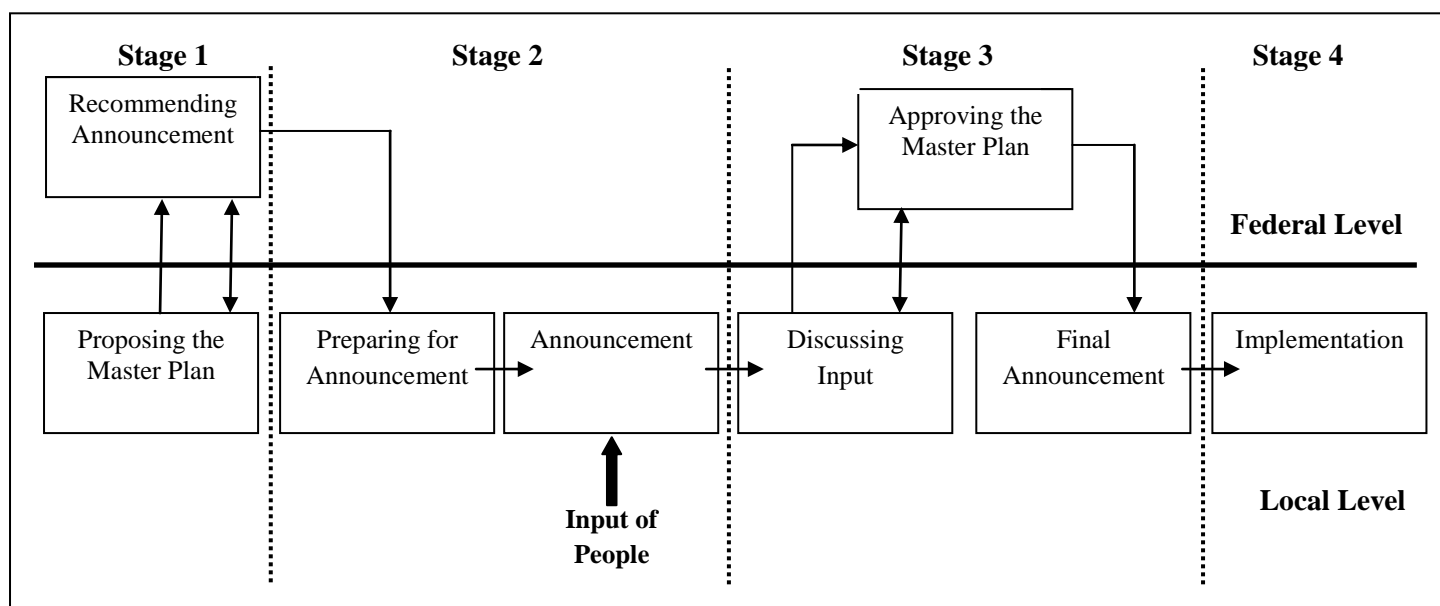 Stage 1
Stage 2
Stage 3
Stage 4
Recommending
Announcement
Approving the
Master Plan
Federal Level
Proposing the
Master Plan
Preparing for
Announcement
Announcement
Discussing
Input
Final
Announcement
Implementation
Local Level
Input of
People